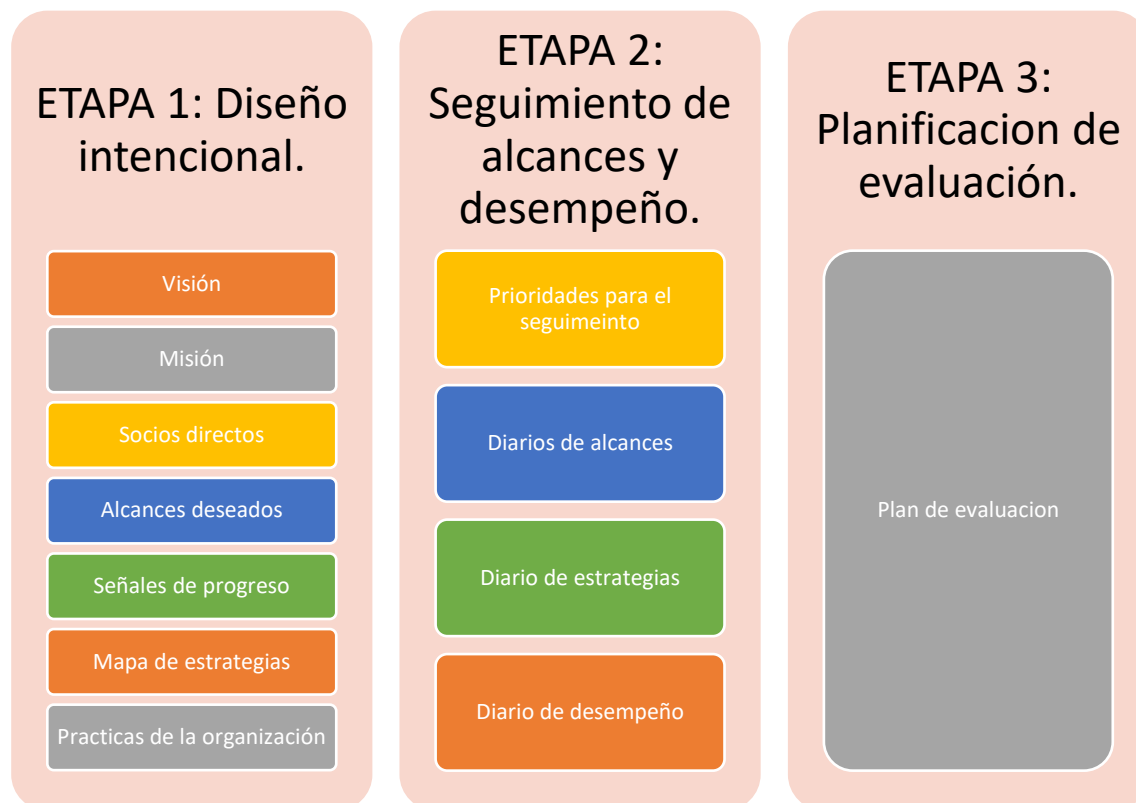 ETAPA 1: Diseño
intencional.
Visión
Misión
Socios directos
Alcances deseados
Señales de progreso
Mapa de estrategias
Practicas de la organización
ETAPA 2:
Seguimiento de
alcances y
desempeño.
Prioridades para el
seguimeinto
Diarios de alcances
Diario de estrategias
Diario de desempeño
ETAPA 3:
Planificacion de
evaluación.
Plan de evaluacion